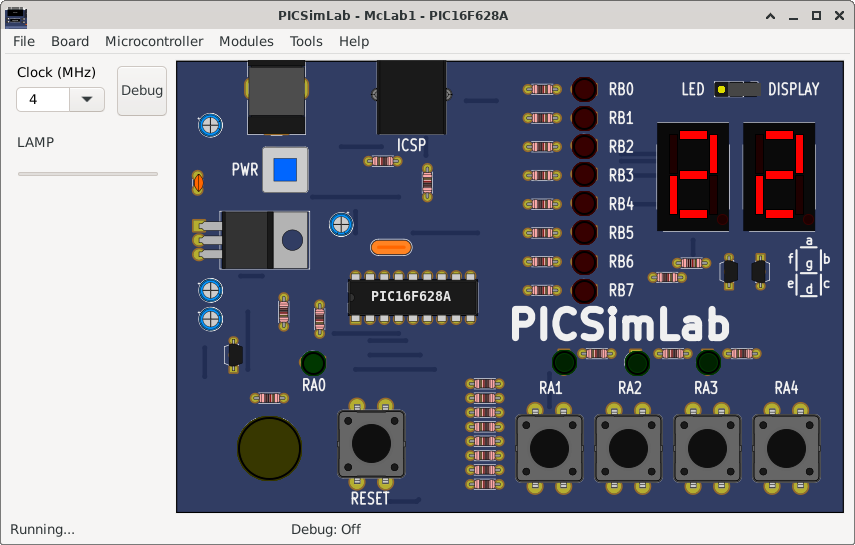 PICSimLab - McLab1 - PIC16F628A
File Board Microcontroller Modules Tools Help
Clock (MHz)
4
Debug
LAMP
ICSP
PWR
PIC16F628A
RB0
RB1
RB2
RB3
RB4
RB5
RB6
RB7
LED DISPLAY
22
a
f b
g
e c
d
PICSimLab
RA0 RA1 RA2 RA3 RA4
RESET
Running... Debug: Off